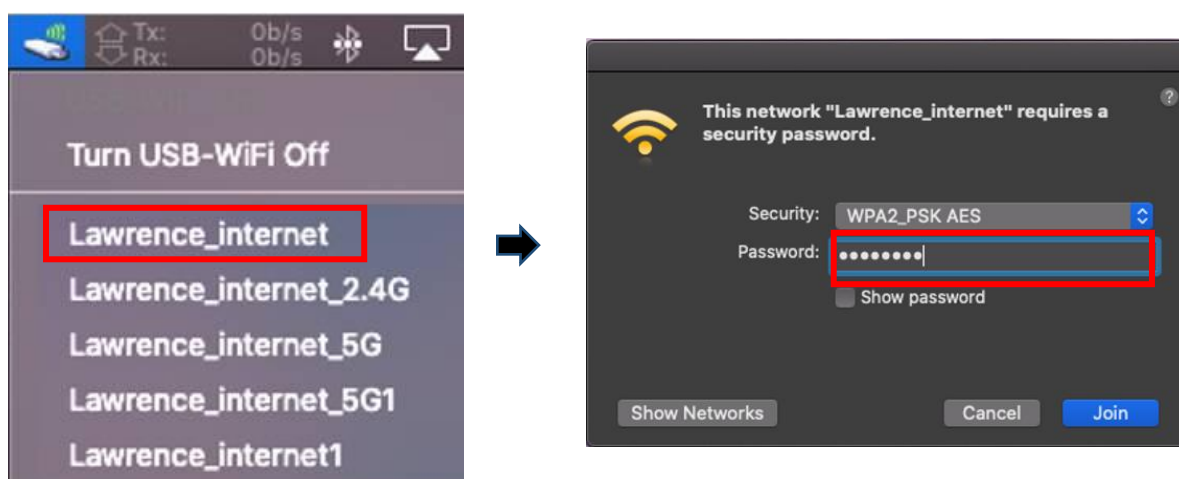 Tx: 0b/s
Rx: 0b/s
Turn USB-WiFi Off
Lawrence_internet
Lawrence_internet_2.4G
Lawrence_internet_5G
Lawrence_internet_5G1
Lawrence_internet1
?
This network "Lawrence_internet" requires a
security password.
Security: WPA2_PSK AES
Password: ••••••••
Show password
Show Networks Cancel Join